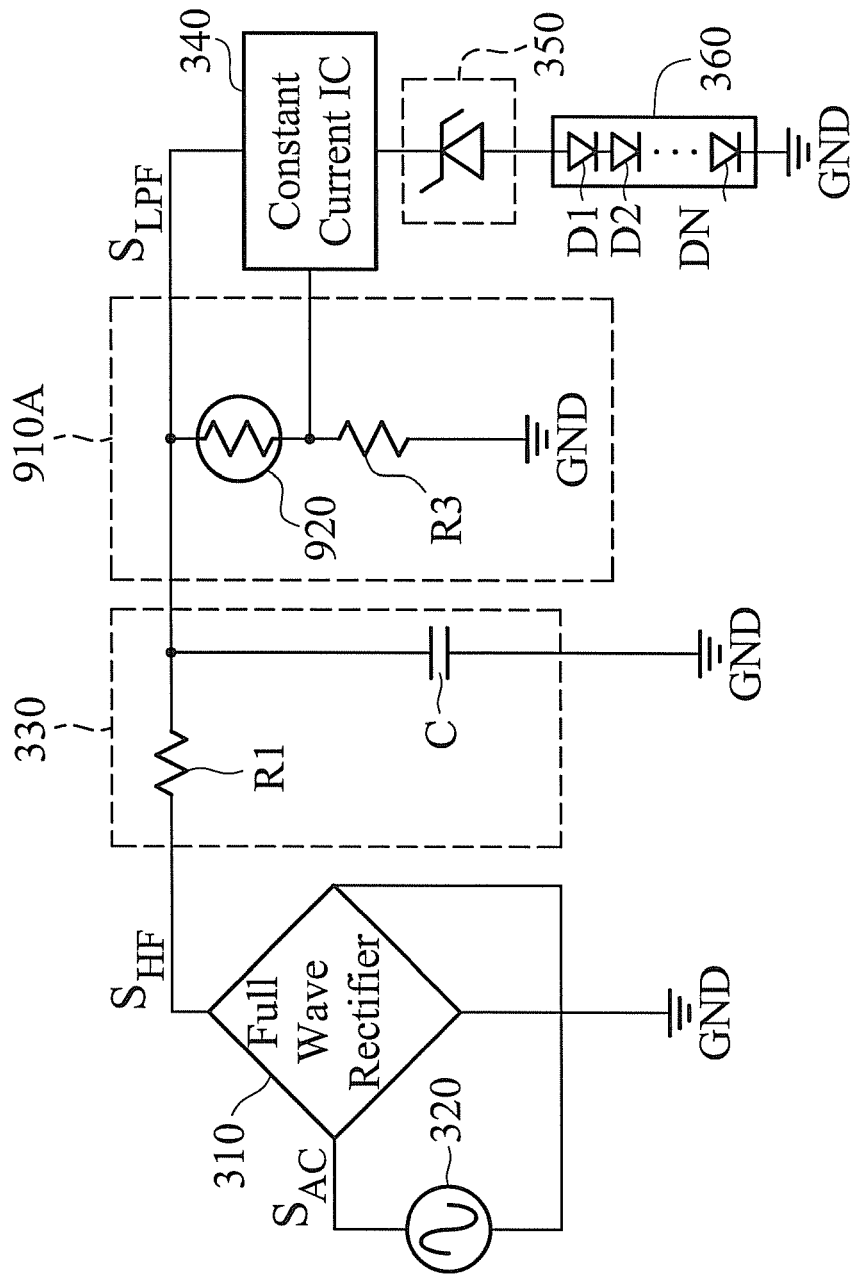 330
910A
S_HF
S_LPF
340
R1
Constant
Current IC
310
Full
Wave
Rectifier
S_AC
920
320
C
R3
350
GND
D1
D2
DN
360
GND
GND
GND